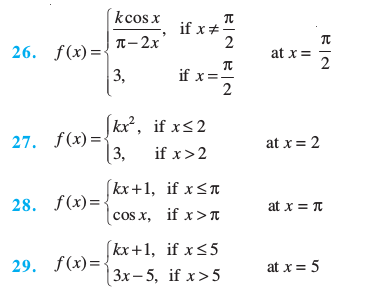 26. f(x) = { k cos x / (π – 2x), if x ≠ π/2
3, if x = π/2 at x = π/2
27. f(x) = { kx², if x ≤ 2
3, if x > 2 at x = 2
28. f(x) = { kx + 1, if x ≤ π
cos x, if x > π at x = π
29. f(x) = { kx + 1, if x ≤ 5
3x – 5, if x > 5 at x = 5